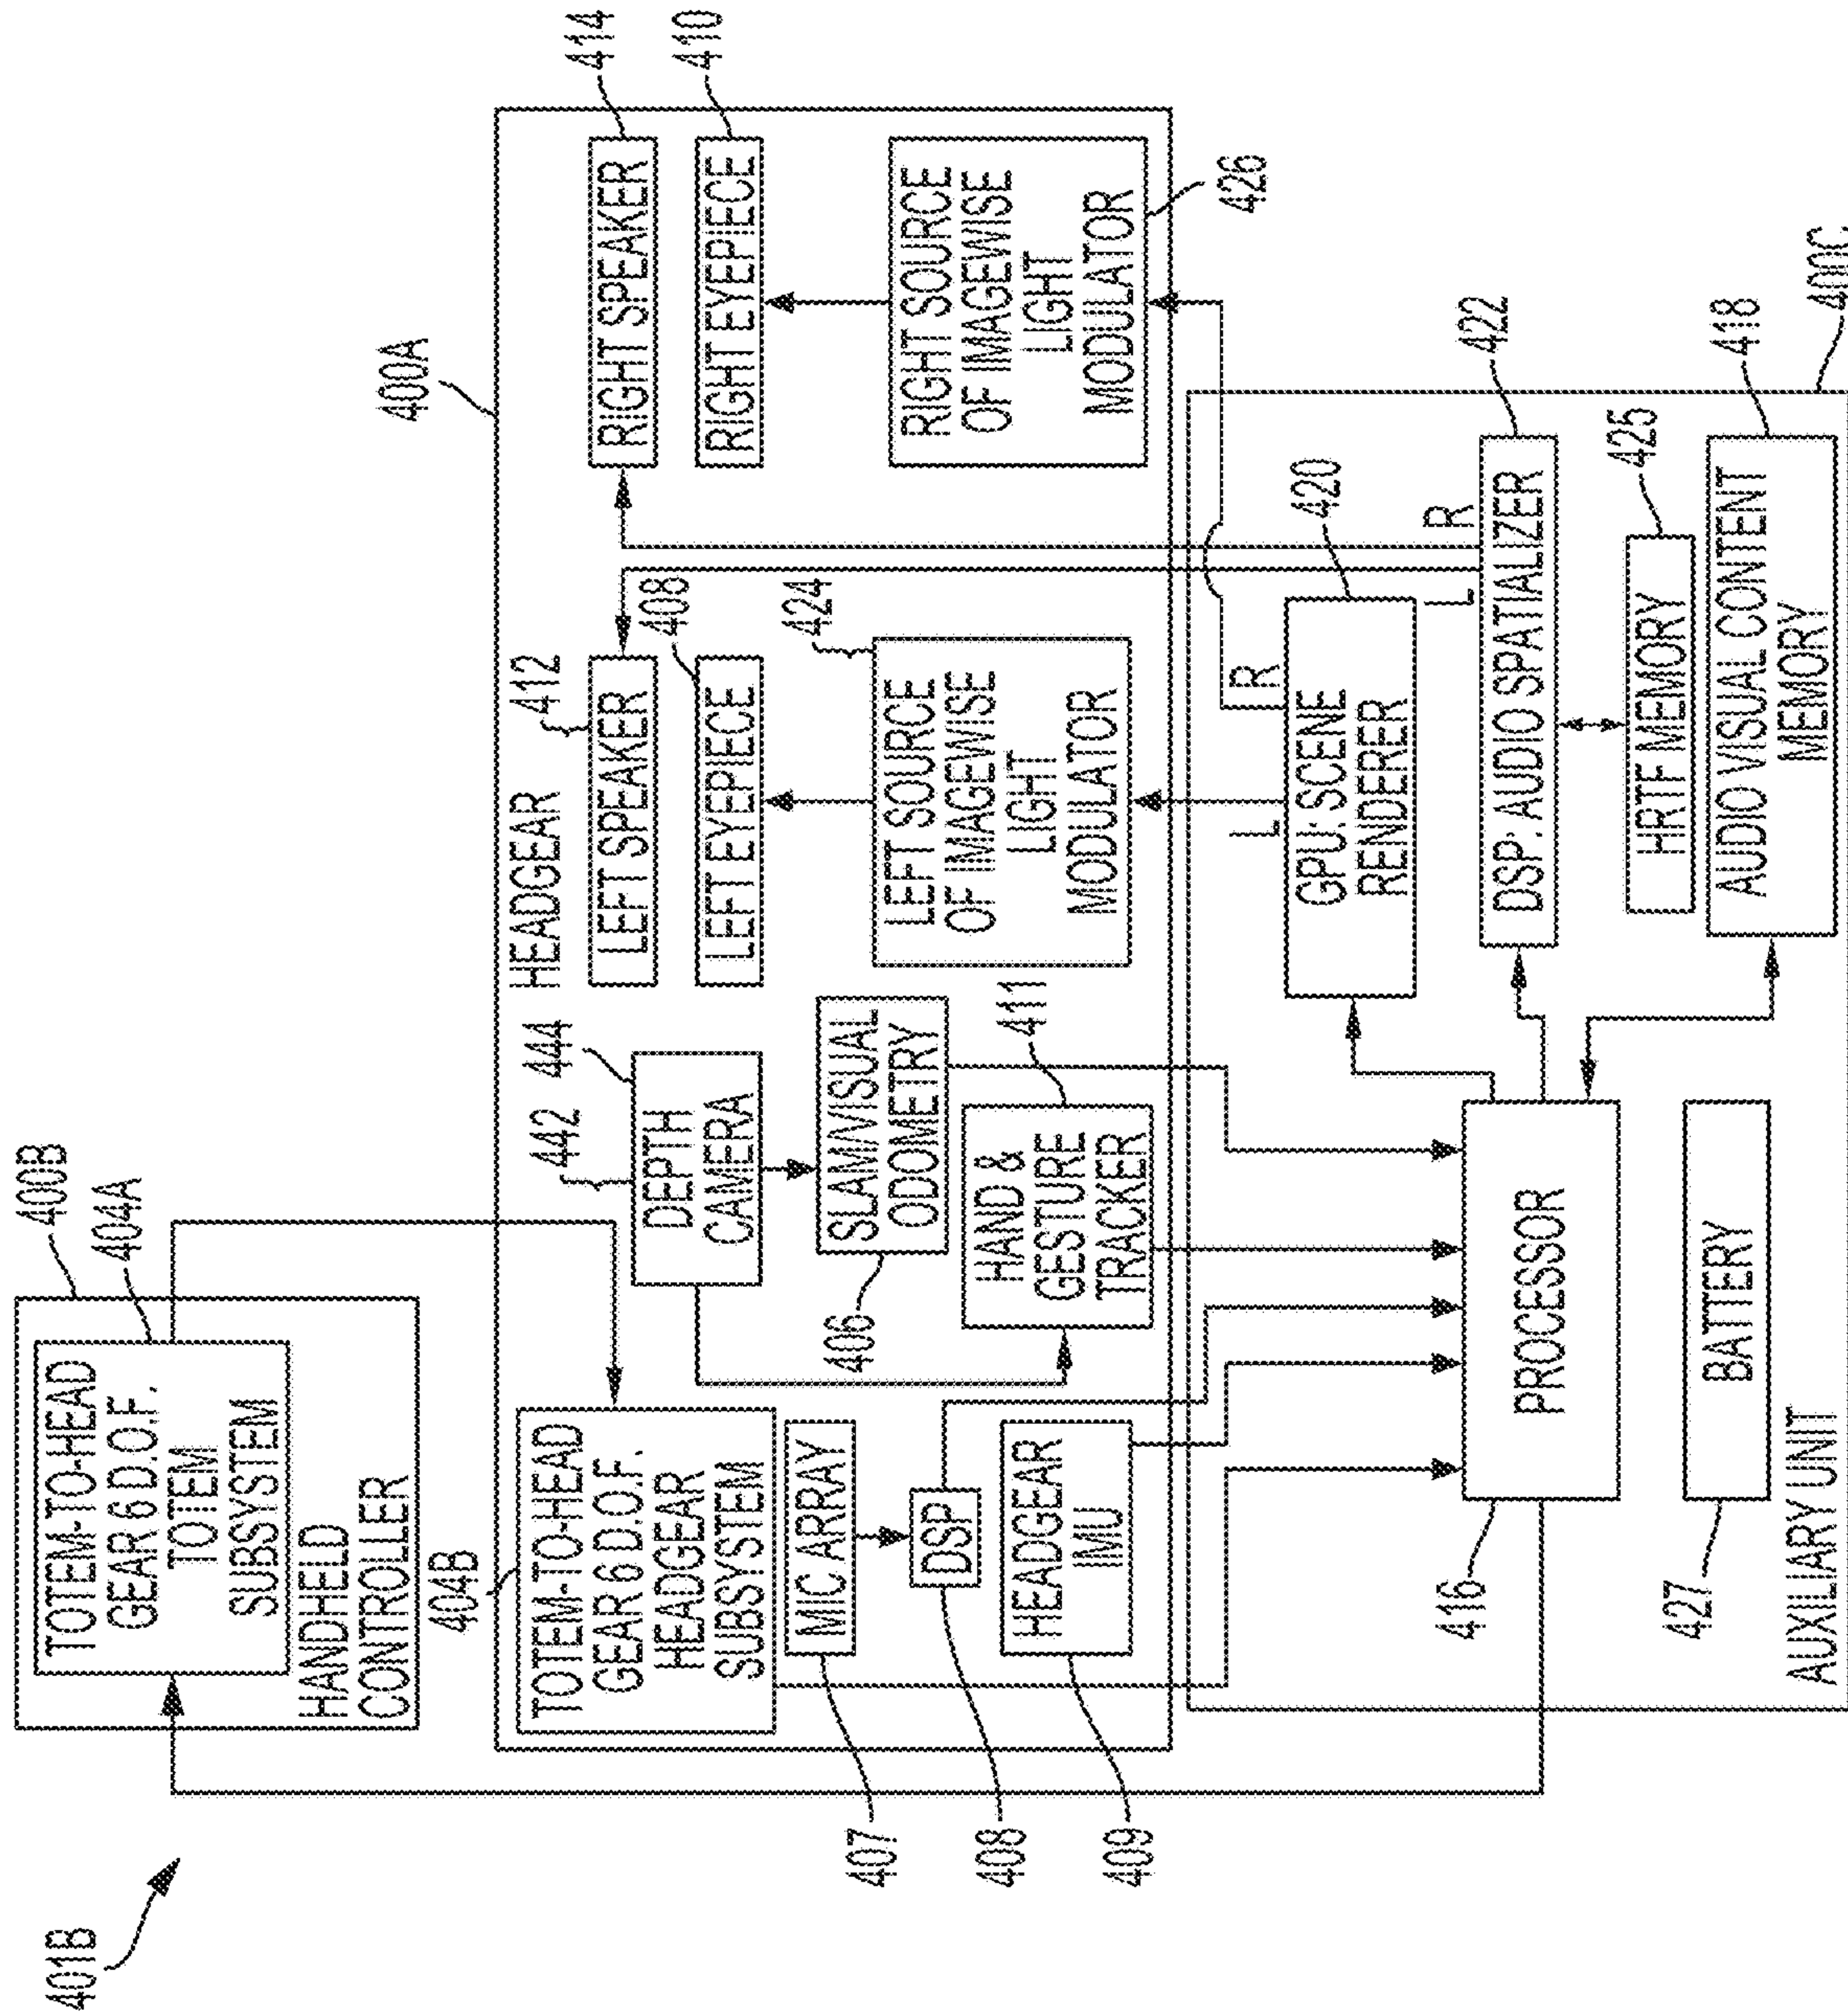 401B
400B
404A
TOTEM-TO-HEAD
GEAR 6 D.O.F.
TOTEM
SUBSYSTEM
HANDHELD
CONTROLLER
400A
HEADGEAR
404B
TOTEM-TO-HEAD
GEAR 6 D.O.F.
HEADGEAR
SUBSYSTEM
MIC ARRAY
407
DSP
408
HEADGEAR
IMU
409
442
444
DEPTH
CAMERA
SLAM/VISUAL
ODOMETRY
406
HAND &
GESTURE
TRACKER
411
412
LEFT SPEAKER
408
LEFT EYEPIECE
424
LEFT SOURCE
OF IMAGEWISE
LIGHT
MODULATOR
RIGHT SPEAKER
414
RIGHT EYEPIECE
410
RIGHT SOURCE
OF IMAGEWISE
LIGHT
MODULATOR
426
L
R
GPU: SCENE
RENDERER
420
L
R
DSP: AUDIO SPATIALIZER
422
HRTF MEMORY
425
AUDIO VISUAL CONTENT
MEMORY
418
PROCESSOR
416
BATTERY
427
AUXILIARY UNIT
400C